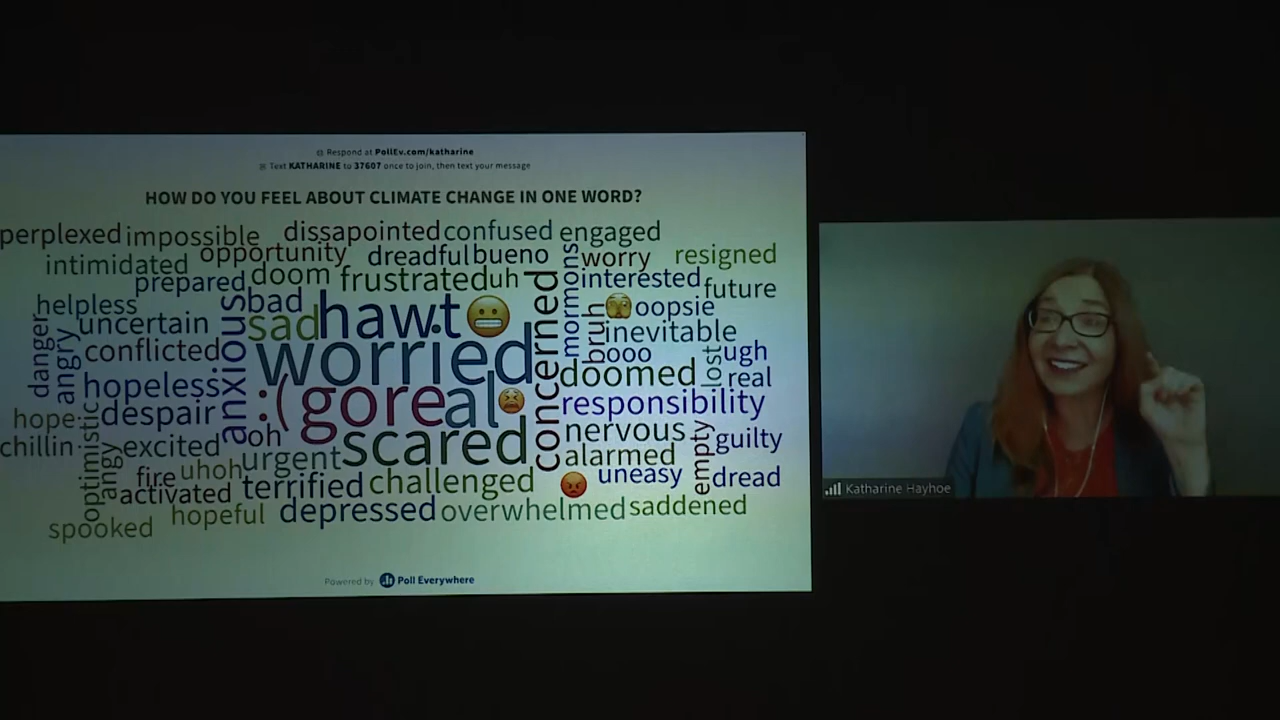 Respond at PollEv.com/katharine
Text KATHARINE to 37607 once to join, then text your message
HOW DO YOU FEEL ABOUT CLIMATE CHANGE IN ONE WORD?
perplexed impossible dissapointed confused engaged
intimidated opportunity dreadful bueno mormons worry resigned
prepared doom frustrated uh concerned interested future
helpless anxious bad hawt 😬 bruh 🫣 oopsie
danger angry uncertain sad worried inevitable
conflicted oooo lost ugh
hopeless :( goreal 😫 doomed real
hope optimistic despair responsibility
chillin excited oh scared nervous empty guilty
angy fire uhoh urgent alarmed
activated terrified challenged 😡 uneasy dread
spooked hopeful depressed overwhelmed saddened
Powered by Poll Everywhere
Katharine Hayhoe